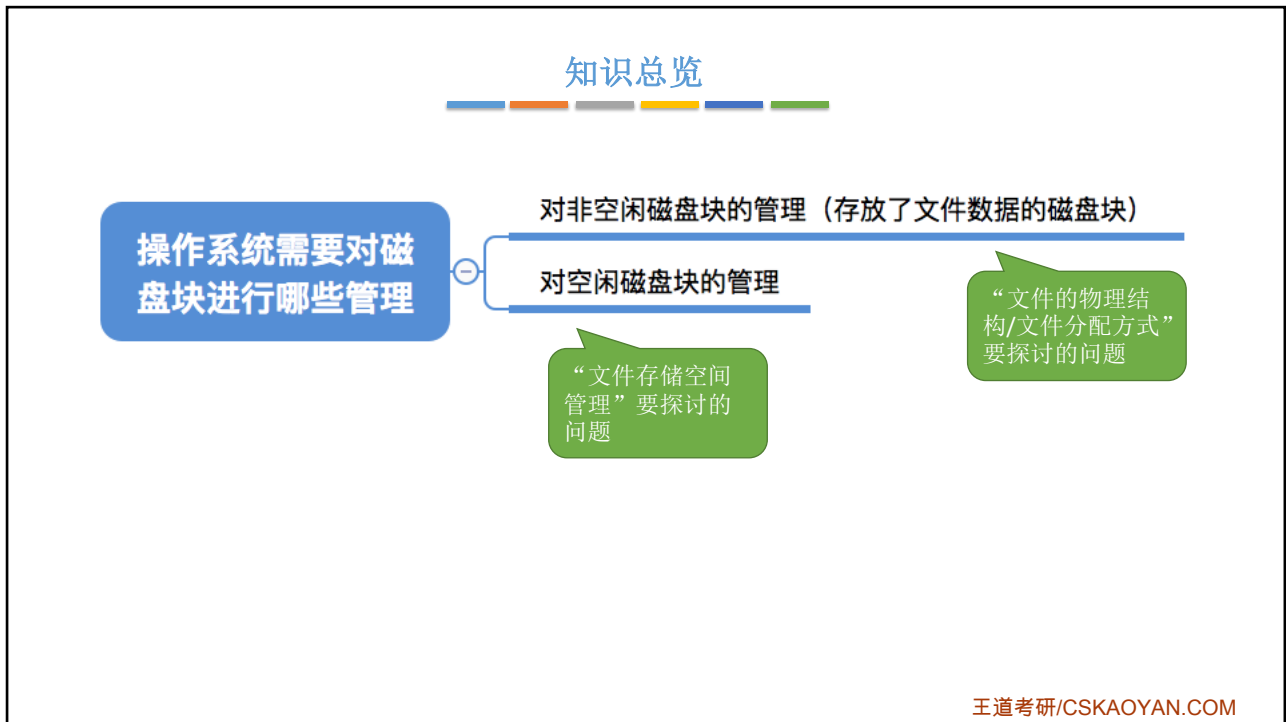 知识总览
操作系统需要对磁
盘块进行哪些管理
对非空闲磁盘块的管理（存放了文件数据的磁盘块）
对空闲磁盘块的管理
“文件的物理结
构/文件分配方式”
要探讨的问题
“文件存储空间
管理”要探讨的
问题
王道考研/CSKAOYAN.COM